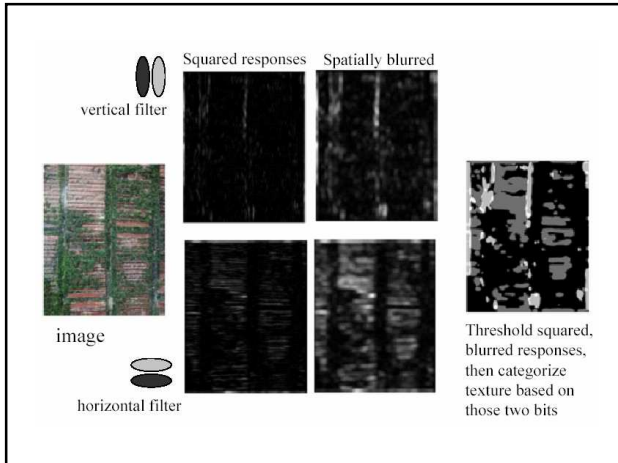 Squared responses
Spatially blurred
vertical filter
image
horizontal filter
Threshold squared,
blurred responses,
then categorize
texture based on
those two bits